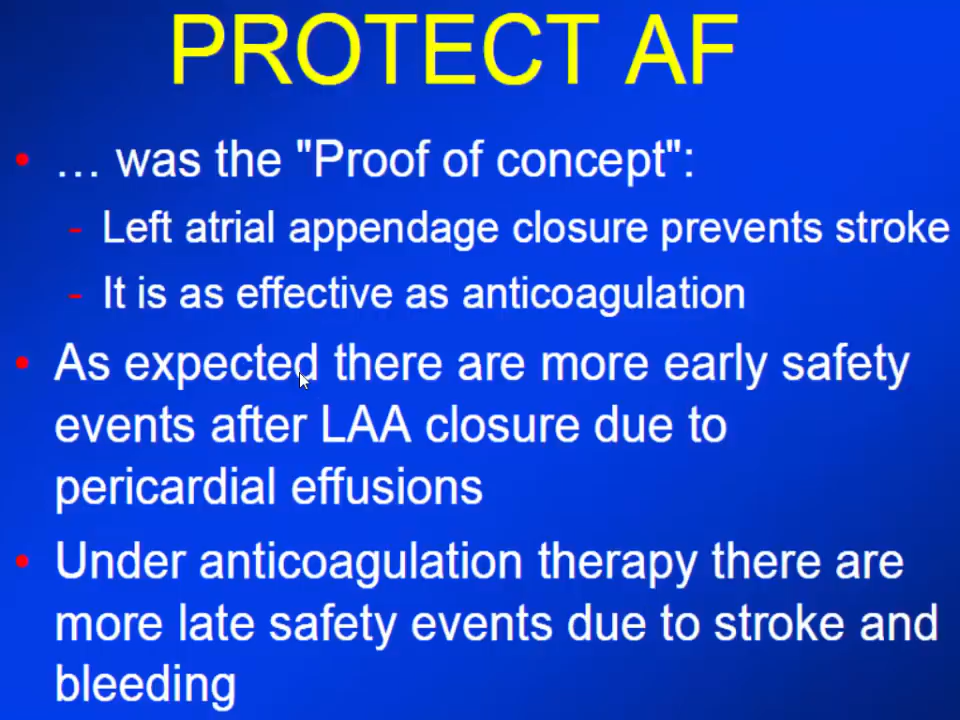 PROTECT AF
• … was the "Proof of concept":
- Left atrial appendage closure prevents stroke
- It is as effective as anticoagulation
• As expected there are more early safety
events after LAA closure due to
pericardial effusions
• Under anticoagulation therapy there are
more late safety events due to stroke and
bleeding